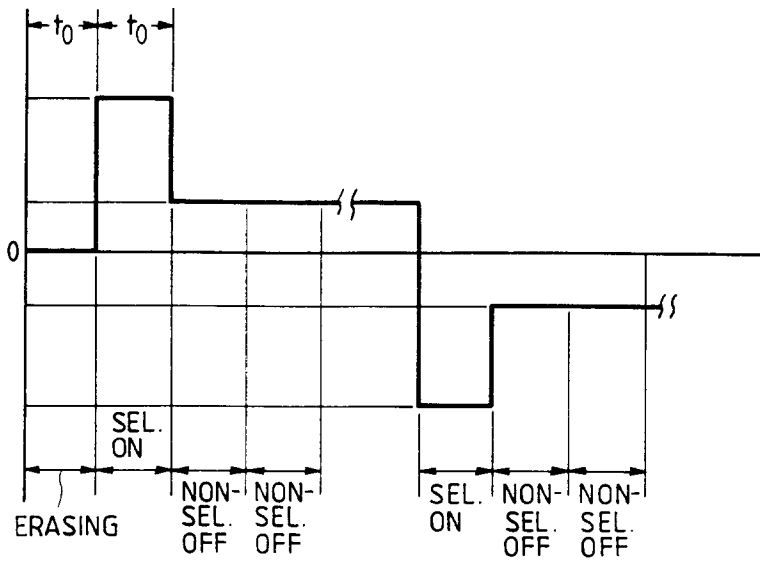 t₀ t₀
0
SEL.
ON
ERASING
NON-
SEL.
OFF
NON-
SEL.
OFF
SEL.
ON
NON-
SEL.
OFF
NON-
SEL.
OFF